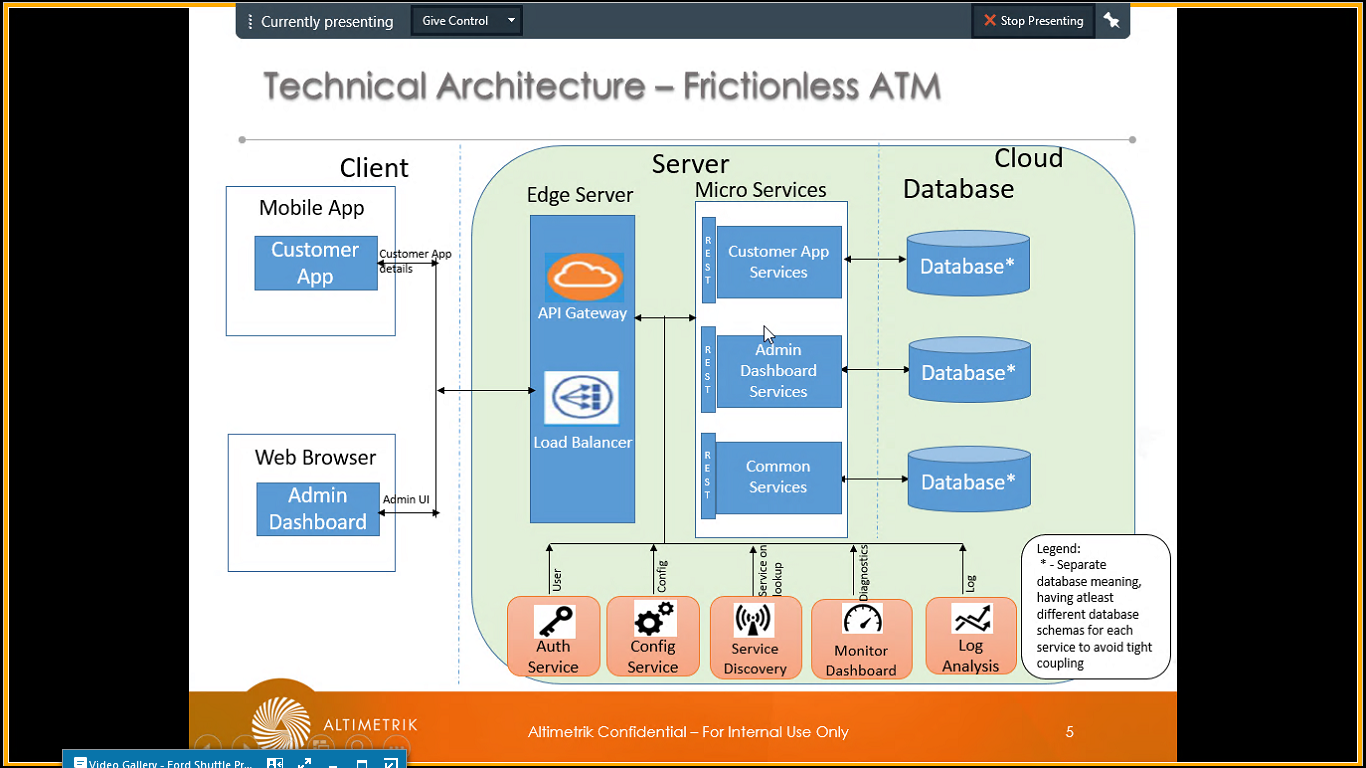 Currently presenting
Give Control
Stop Presenting
Technical Architecture – Frictionless ATM
Client
Server
Cloud
Database
Edge Server
Micro Services
Mobile App
Customer
App
Customer App
details
Web Browser
Admin
Dashboard
Admin UI
API Gateway
Load Balancer
REST
Customer App
Services
REST
Admin
Dashboard
Services
REST
Common
Services
Database*
Database*
Database*
User
Config
Service on
lookup
Diagnostics
Log
Auth
Service
Config
Service
Service
Discovery
Monitor
Dashboard
Log
Analysis
Legend:
* - Separate
database meaning,
having atleast
different database
schemas for each
service to avoid tight
coupling
ALTIMETRIK
Altimetrik Confidential – For Internal Use Only
5
Video Gallery - Ford Shuttle Pr...